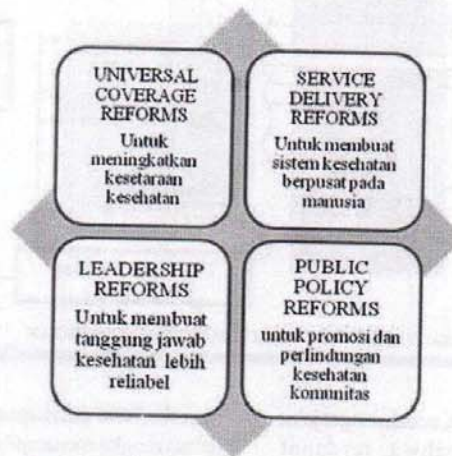 UNIVERSAL
COVERAGE
REFORMS
Untuk
meningkatkan
kesetaraan
kesehatan
SERVICE
DELIVERY
REFORMS
Untuk membuat
sistem kesehatan
berpusat pada
manusia
LEADERSHIP
REFORMS
Untuk membuat
tanggung jawab
kesehatan lebih
reliabel
PUBLIC
POLICY
REFORMS
untuk promosi dan
perlindungan
kesehatan
komunitas